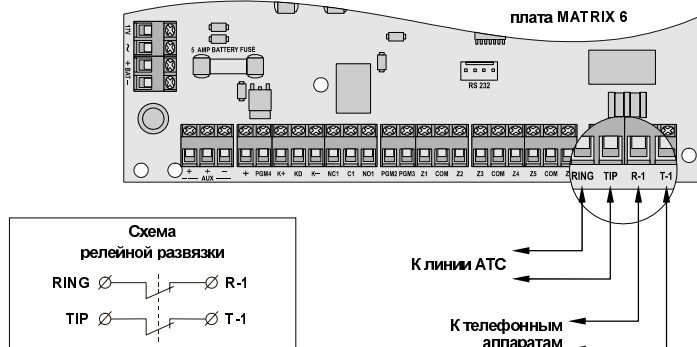 плата MATRIX 6
17V
~
+ BAT -
5 AMP BATTERY FUSE
RS 232
+ + - + PGM4 K+ KD K- NC1 C1 NO1 PGM2 PGM3 Z1 COM Z2 Z3 COM Z4 Z5 COM RING TIP R-1 T-1
AUX
К линии АТС
К телефонным
аппаратам
Схема
релейной развязки
RING R-1
TIP T-1